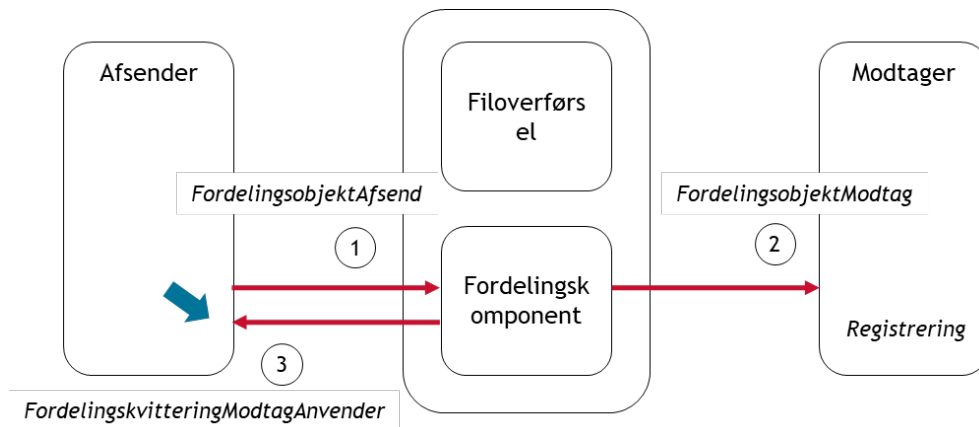 Afsender
Filoverførs
el
Modtager
FordelingsobjektAfsend
FordelingsobjektModtag
1
2
Fordelingsk
omponent
Registrering
3
FordelingskvitteringModtagAnvender